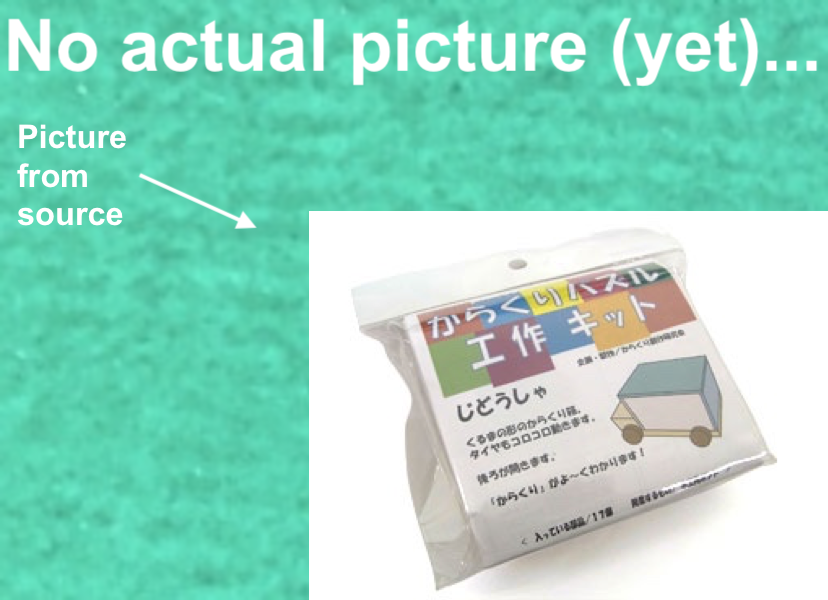 No actual picture (yet)...
Picture
from
source
からくりパズル
工作 キット
じどうしゃ
くるまの形のからくり箱。
タイヤもコロコロ動きます。
後ろが開きます。
「からくり」がよ〜くわかります!
< 入っている部品/17個